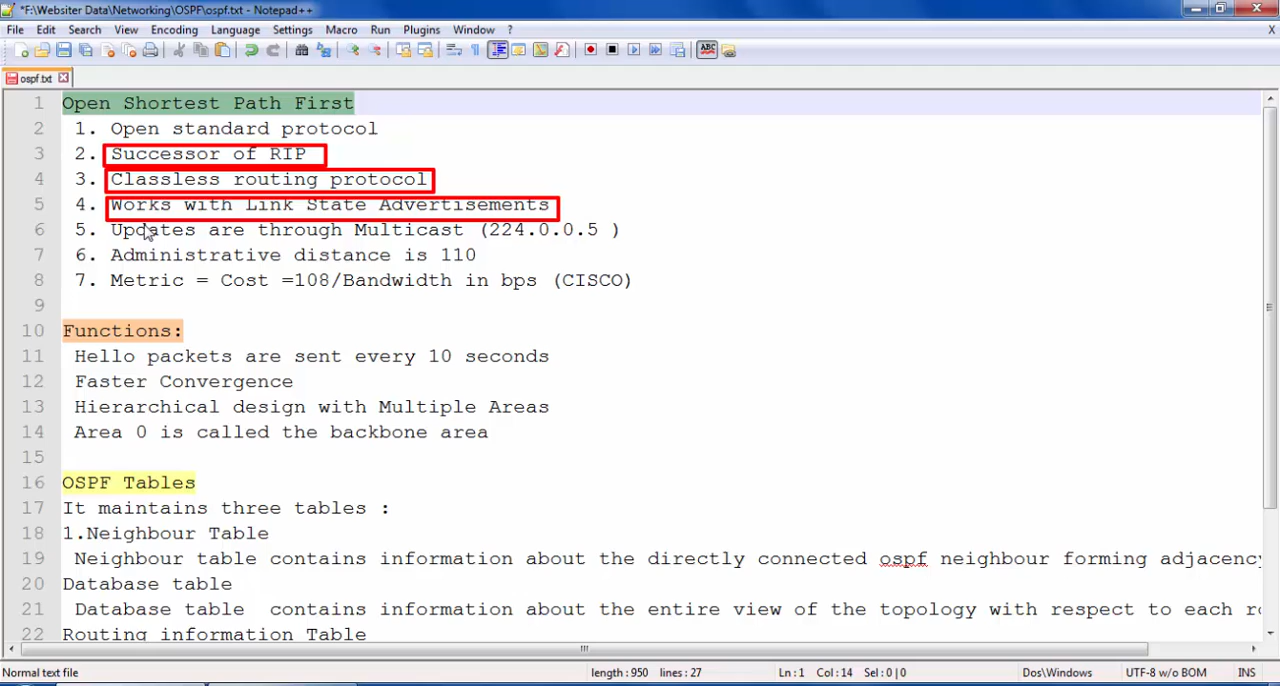 *F:\Websiter Data\Networking\OSPF\ospf.txt - Notepad++
File Edit Search View Encoding Language Settings Macro Run Plugins Window ? X
ospf.txt
1 Open Shortest Path First
2 1. Open standard protocol
3 2. Successor of RIP
4 3. Classless routing protocol
5 4. Works with Link State Advertisements
6 5. Updates are through Multicast (224.0.0.5 )
7 6. Administrative distance is 110
8 7. Metric = Cost =108/Bandwidth in bps (CISCO)
9
10 Functions:
11 Hello packets are sent every 10 seconds
12 Faster Convergence
13 Hierarchical design with Multiple Areas
14 Area 0 is called the backbone area
15
16 OSPF Tables
17 It maintains three tables :
18 1.Neighbour Table
19 Neighbour table contains information about the directly connected ospf neighbour forming adjacency
20 Database table
21 Database table contains information about the entire view of the topology with respect to each
22 Routing information Table
Normal text file length : 950 lines : 27 Ln : 1 Col : 14 Sel : 0 | 0 Dos\Windows UTF-8 w/o BOM INS